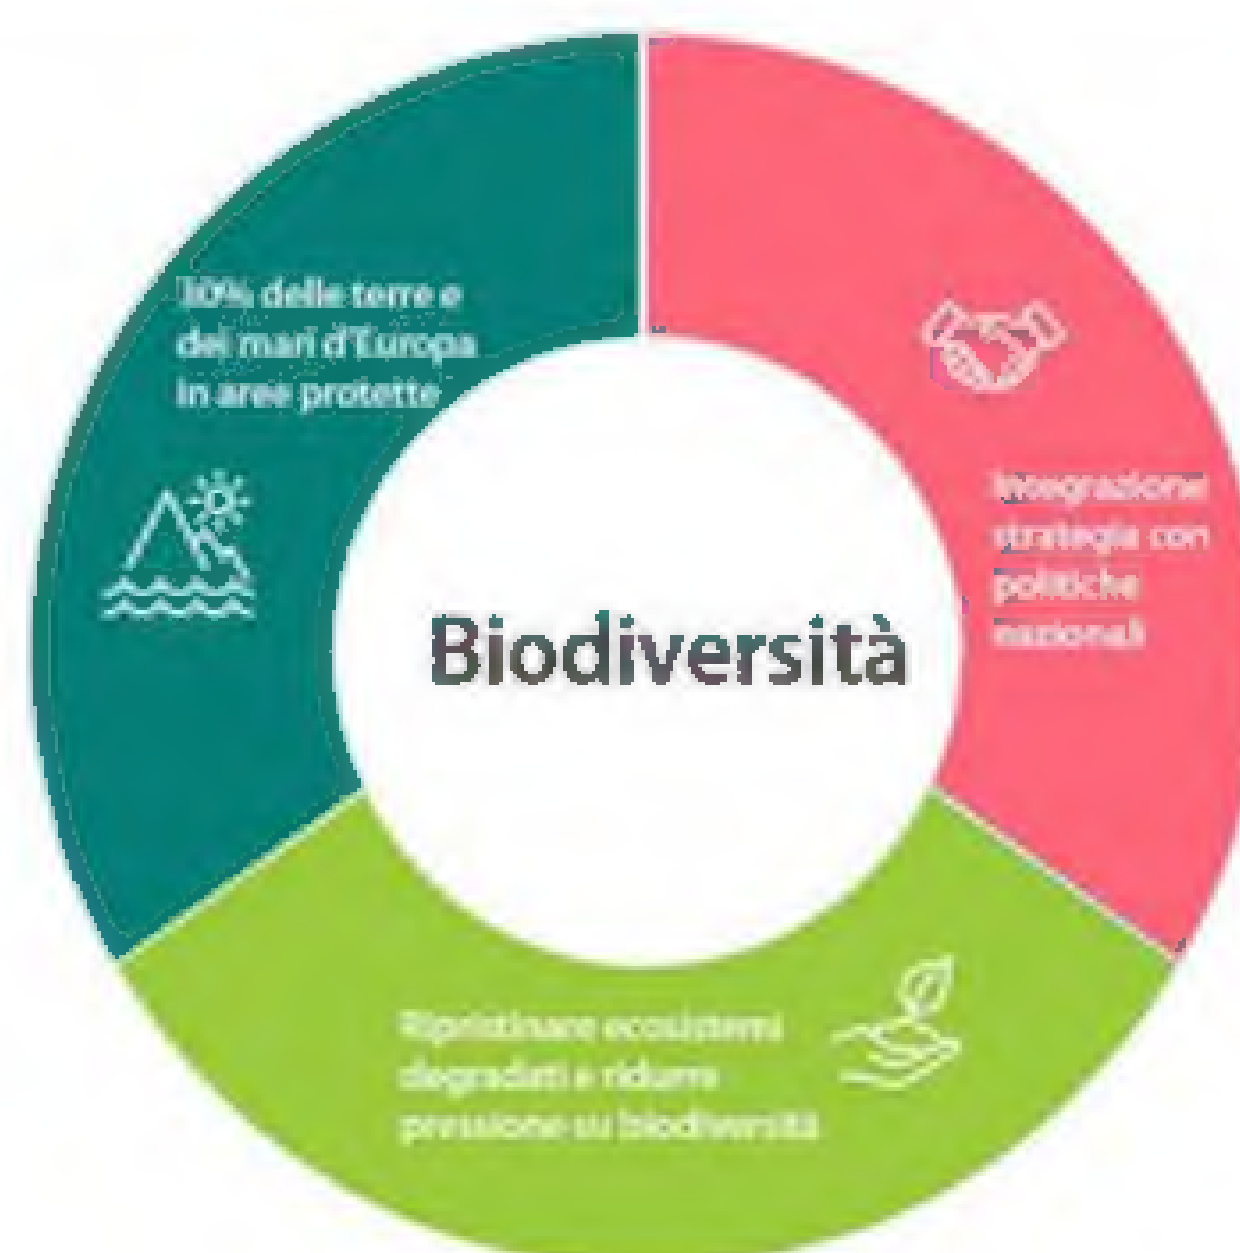 30% delle terre e
dei mari d'Europa
in aree protette
Integrazione
strategia con
politiche
nazionali
Biodiversità
Ripristinare ecosistemi
degradati e ridurre
pressione su biodiversità